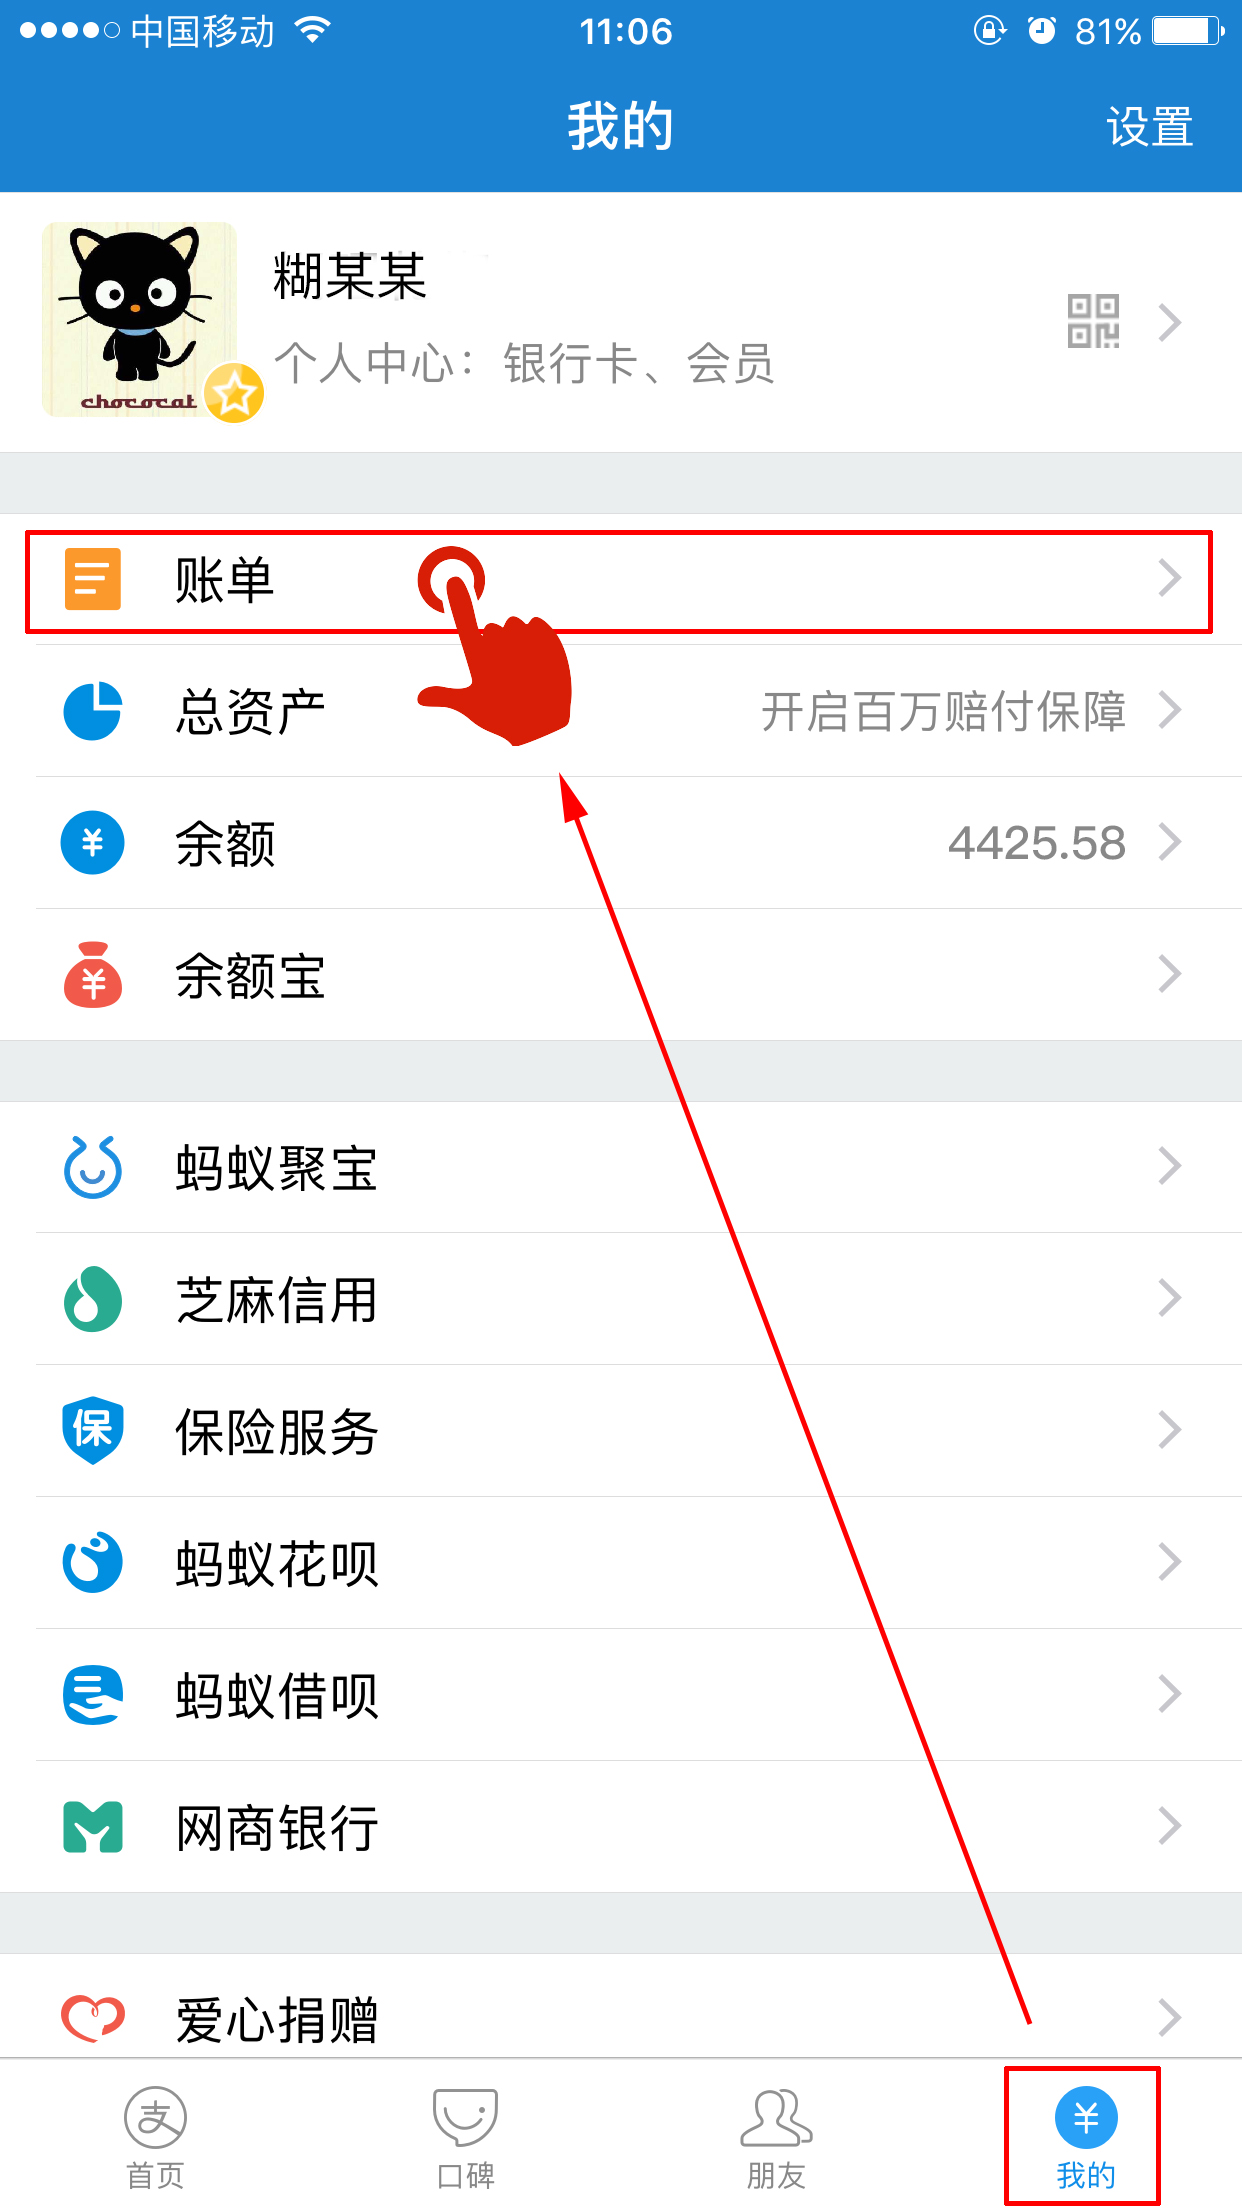 中国移动 11:06 81%
我的 设置
糊某某
个人中心：银行卡、会员
chococat
账单
总资产 开启百万赔付保障
余额 4425.58
余额宝
蚂蚁聚宝
芝麻信用
保 保险服务
蚂蚁花呗
蚂蚁借呗
网商银行
爱心捐赠
支 ¥
首页 口碑 朋友 我的